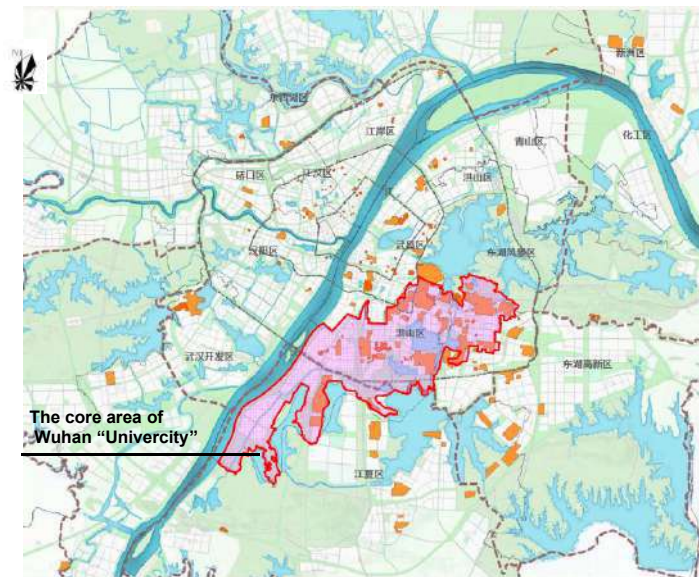 N
新洲区
东西湖区
江岸区
化工区
青山区
硚口区
江汉区
洪山区
武昌区
汉阳区
东湖风景区
洪南区
武汉开发区
东湖高新区
The core area of
Wuhan “Univercity”
江夏区